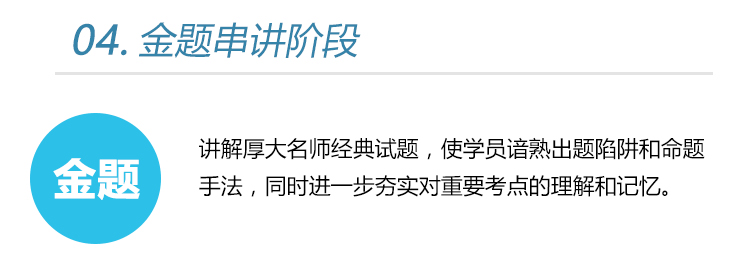 04. 金题串讲阶段
金题
讲解厚大名师经典试题，使学员谙熟出题陷阱和命题
手法，同时进一步夯实对重要考点的理解和记忆。